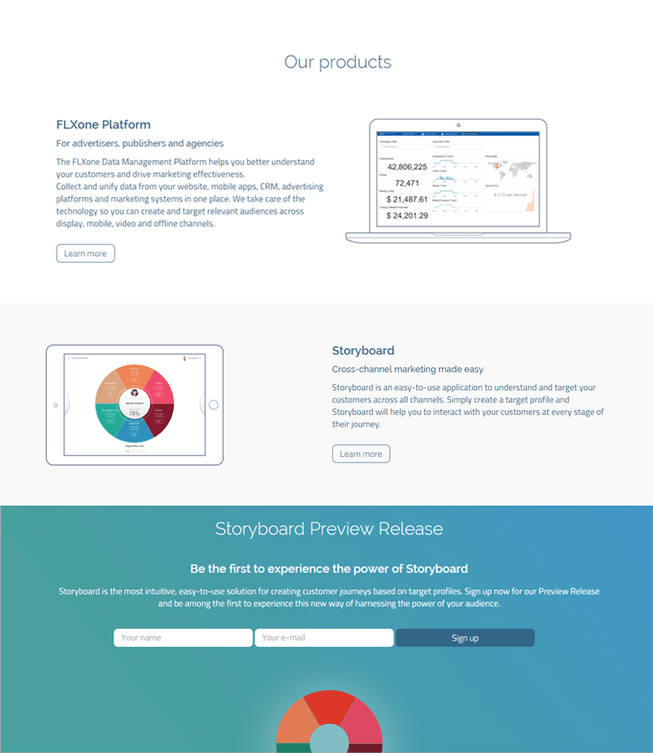 Our products
FLXone Platform
For advertisers, publishers and agencies
The FLXone Data Management Platform helps you better understand
your customers and drive marketing effectiveness.
Collect and unify data from your website, mobile apps, CRM, advertising
platforms and marketing systems in one place. We take care of the
technology so you can create and target relevant audiences across
display, mobile, video and offline channels.
Learn more
42,806,225
72,471
$ 21,487.61
$ 24,201.29
$ 0.15 per second
78%
Storyboard
Cross-channel marketing made easy
Storyboard is an easy-to-use application to understand and target your
customers across all channels. Simply create a target profile and
Storyboard will help you to interact with your customers at every stage of
their journey.
Learn more
Storyboard Preview Release
Be the first to experience the power of Storyboard
Storyboard is the most intuitive, easy-to-use solution for creating customer journeys based on target profiles. Sign up now for our Preview Release
and be among the first to experience this new way of harnessing the power of your audience.
Your name
Your e-mail
Sign up